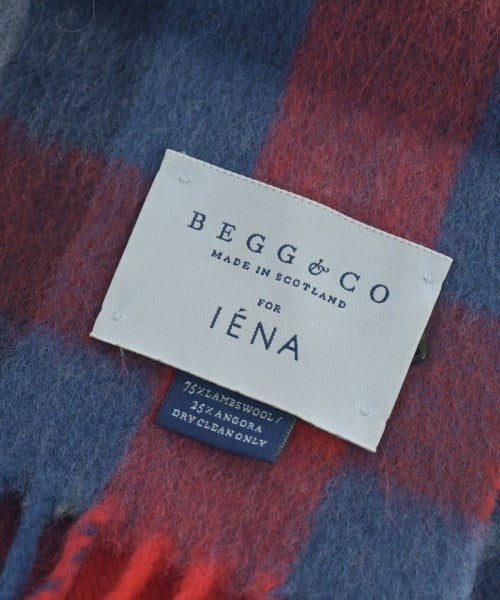 BEGG & CO
MADE IN SCOTLAND
FOR
IÉNA
75% LAMBSWOOL /
25% ANGORA
DRY CLEAN ONLY